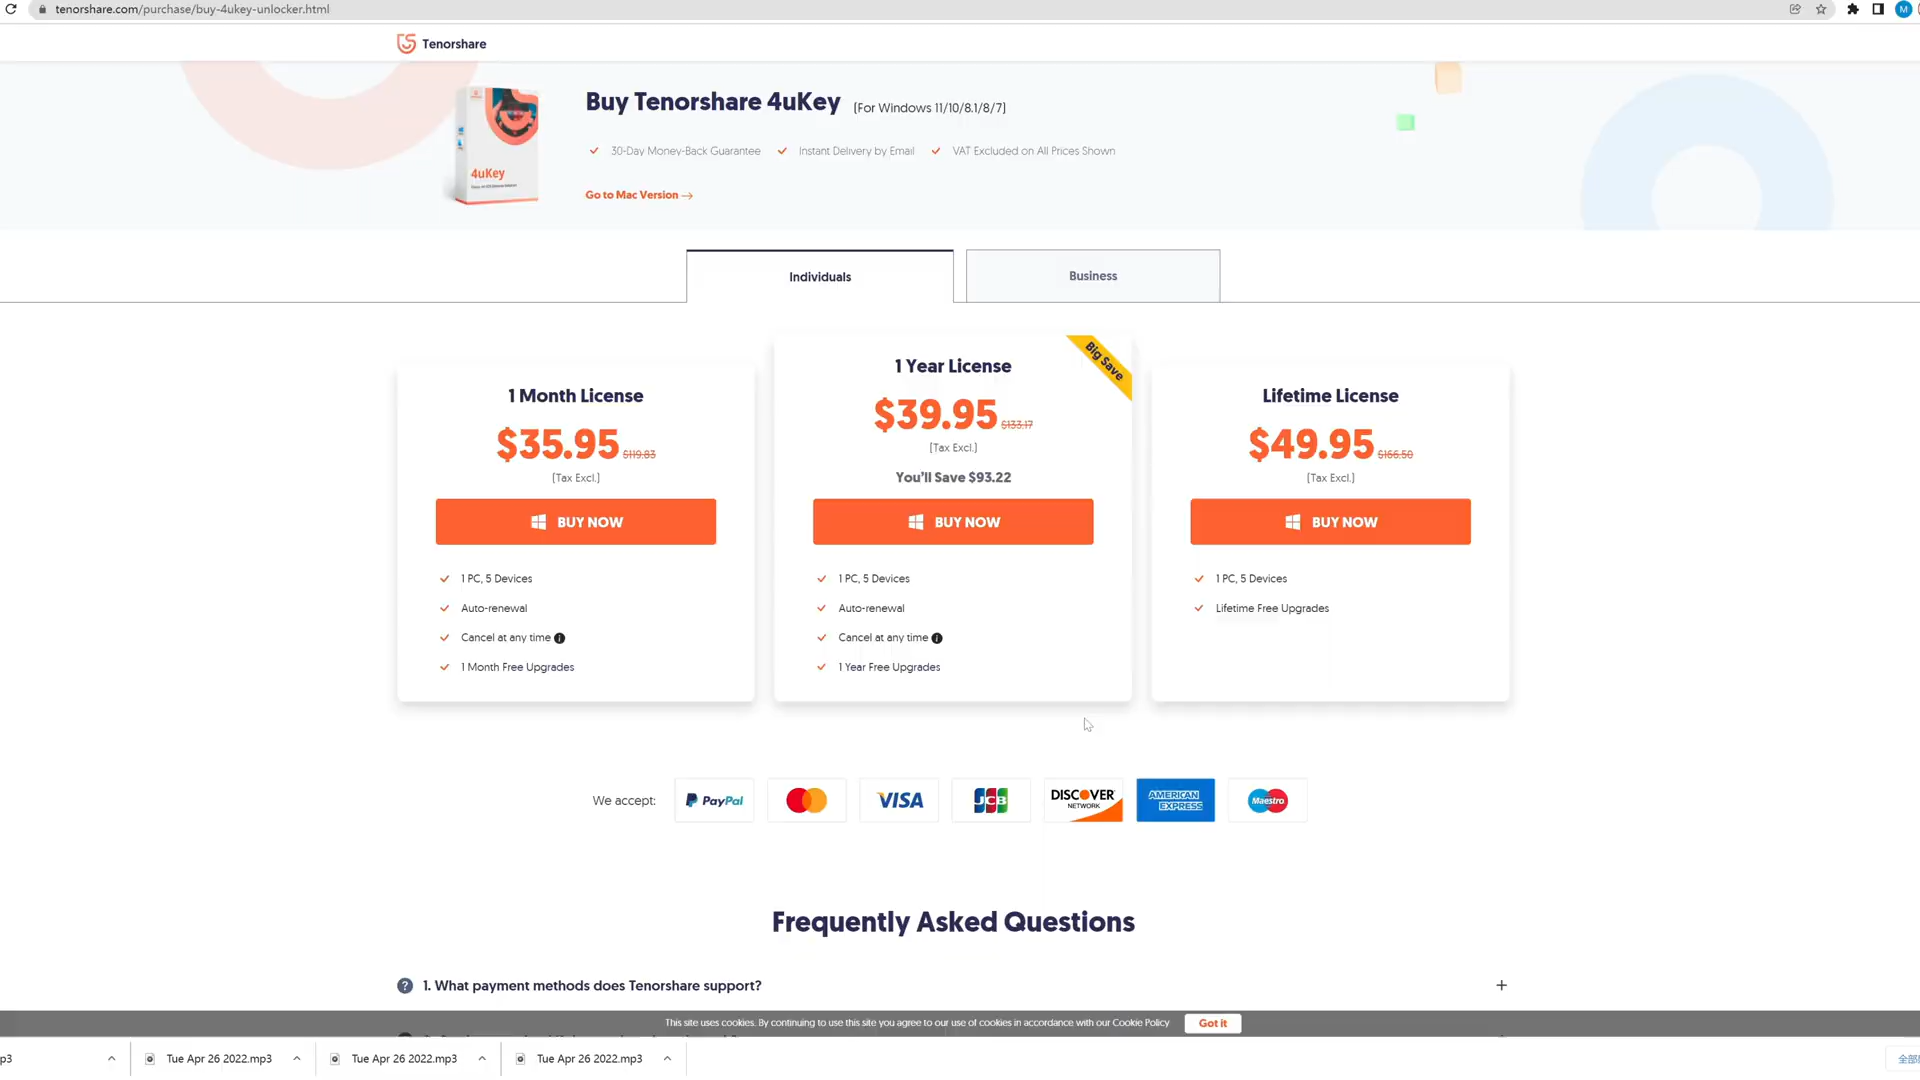 tenorshare.com/purchase/buy-4ukey-unlocker.html
M
Tenorshare
4uKey
Buy Tenorshare 4uKey (For Windows 11/10/8.1/8/7)
30-Day Money-Back Guarantee Instant Delivery by Email VAT Excluded on All Prices Shown
Go to Mac Version
Individuals Business
1 Month License
$35.95 $119.83
(Tax Excl.)
BUY NOW
1 PC, 5 Devices
Auto-renewal
Cancel at any time
1 Month Free Upgrades
Big Save
1 Year License
$39.95 $133.17
(Tax Excl.)
You'll Save $93.22
BUY NOW
1 PC, 5 Devices
Auto-renewal
Cancel at any time
1 Year Free Upgrades
Lifetime License
$49.95 $166.50
(Tax Excl.)
BUY NOW
1 PC, 5 Devices
Lifetime Free Upgrades
We accept: PayPal VISA JCB DISCOVER NETWORK AMERICAN EXPRESS Maestro
Frequently Asked Questions
? 1. What payment methods does Tenorshare support? +
This site uses cookies. By continuing to use this site you agree to our use of cookies in accordance with our Cookie Policy Got it
p3 Tue Apr 26 2022.mp3 Tue Apr 26 2022.mp3 Tue Apr 26 2022.mp3 全部